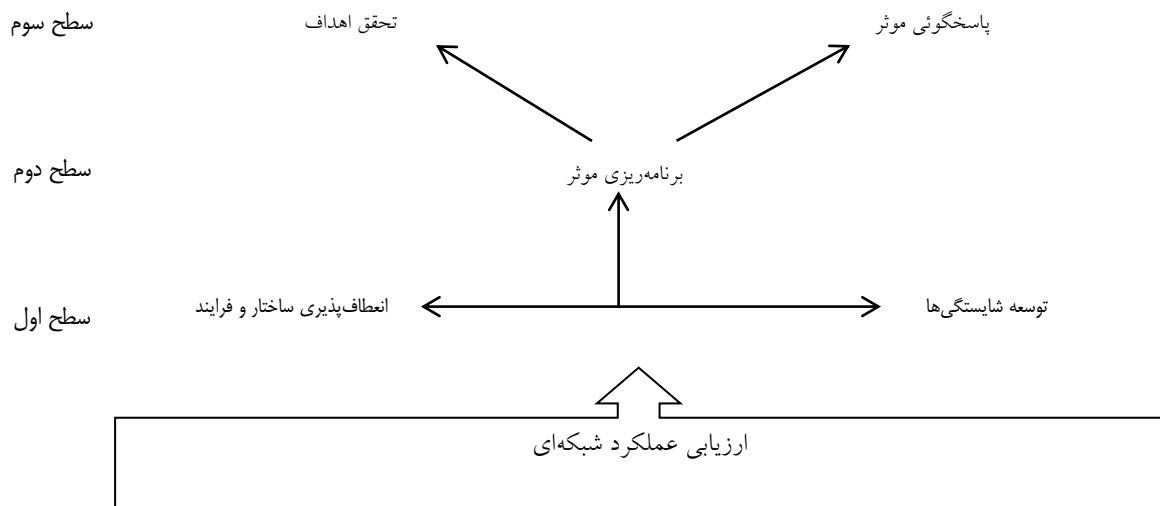 سطح سوم
پاسخگوئی موثر
تحقق اهداف
سطح دوم
برنامه‌ریزی موثر
سطح اول
توسعه شایستگی‌ها
انعطاف‌پذیری ساختار و فرایند
ارزیابی عملکرد شبکه‌ای